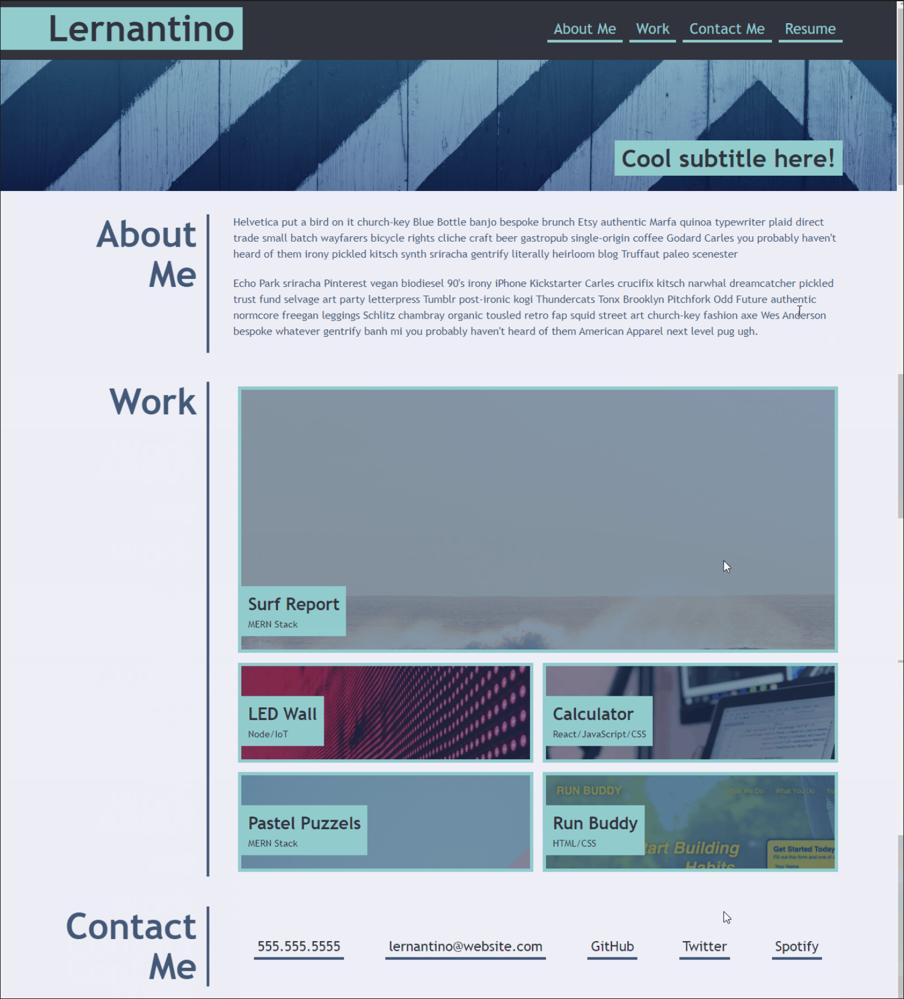 Lernantino
About Me Work Contact Me Resume
Cool subtitle here!
About
Me
Helvetica put a bird on it church-key Blue Bottle banjo bespoke brunch Etsy authentic Marfa quinoa typewriter plaid direct
trade small batch wayfarers bicycle rights cliche craft beer gastropub single-origin coffee Godard Carles you probably haven't
heard of them irony pickled kitsch synth sriracha gentrify literally heirloom blog Truffaut paleo scenester
Echo Park sriracha Pinterest vegan biodiesel 90's irony iPhone Kickstarter Carles crucifix kitsch narwhal dreamcatcher pickled
trust fund selvage art party letterpress Tumblr post-ironic kogi Thundercats Tonx Brooklyn Pitchfork Odd Future authentic
normcore freegan leggings Schlitz chambray organic tousled retro fap squid street art church-key fashion axe Wes Anderson
bespoke whatever gentrify banh mi you probably haven't heard of them American Apparel next level pug ugh.
Work
Surf Report
MERN Stack
LED Wall
Node/IoT
Calculator
React/JavaScript/CSS
Pastel Puzzels
MERN Stack
RUN BUDDY What We Do What You Do
Run Buddy
HTML/CSS
Building
Habits
Get Started Today
Fill out this form and one of
Your Name
Contact
Me
555.555.5555 lernantino@website.com GitHub Twitter Spotify